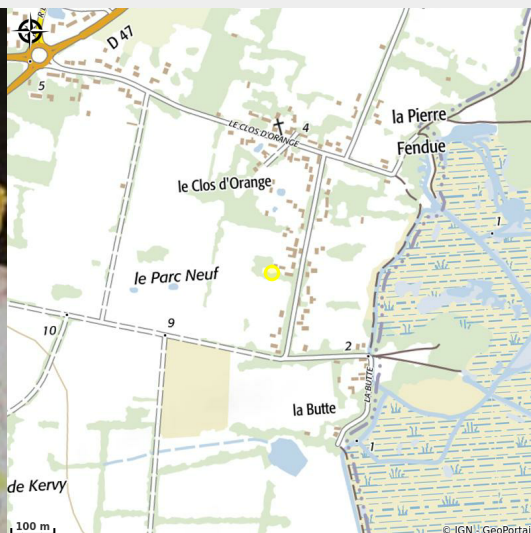 D 47
5
LE CLOS D'ORANGE
4
la Pierre
Fendue
le Clos d'Orange
1
le Parc Neuf
10
9
2
LA BUTTE
la Butte
1
de Kervy
100 m
© IGN - GeoPortai